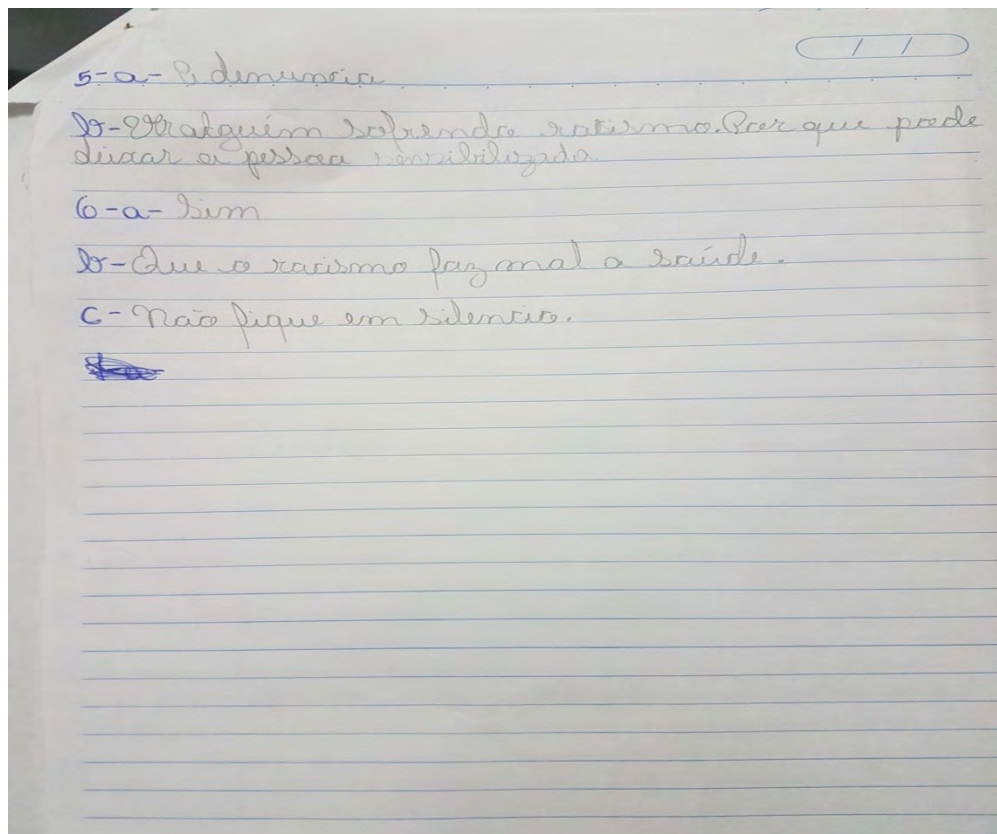 5-a- A denuncia
b- Ver alguém sofrendo racismo. Por que pode
deixar a pessoa sensibilizada.
6-a- Sim
b- Que o racismo faz mal a saúde.
c- Não fique em silencio.